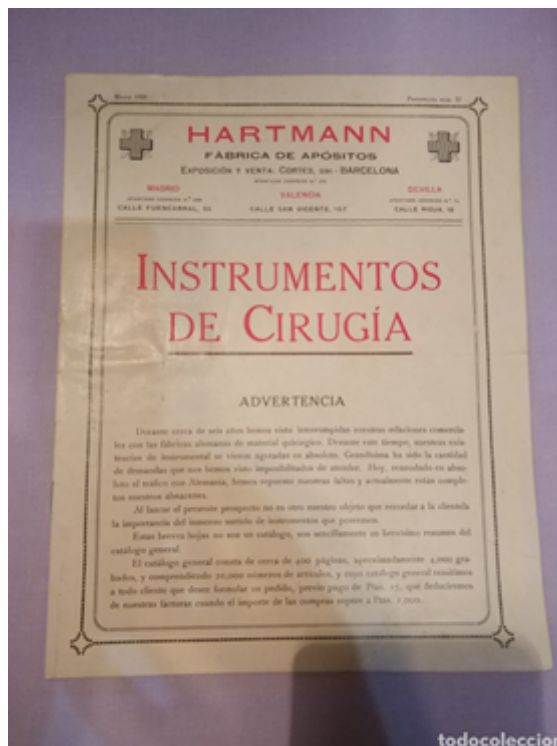 HARTMANN
FÁBRICA DE APÓSITOS
EXPOSICIÓN Y VENTA: CORTES, 591 - BARCELONA
MADRID
VALENCIA
SEVILLA
CALLE FUENCARRAL, 55
CALLE SAN VICENTE, 157
CALLE RIOJA, 18
INSTRUMENTOS
DE CIRUGÍA
ADVERTENCIA
Durante cerca de seis años hemos visto interrumpidas nuestras relaciones comercia-
les con las fábricas alemanas de material quirúrgico. Durante este tiempo, nuestras exis-
tencias de instrumental se vieron agotadas en absoluto. Grandísima ha sido la cantidad
de demandas que nos hemos visto imposibilitados de atender. Hoy, reanudado en abso-
luto el tráfico con Alemania, hemos repuesto nuestras faltas y actualmente están comple-
tos nuestros almacenes.
Al lanzar el presente prospecto no es otro nuestro objeto que recordar a la clientela
la importancia del inmenso surtido de instrumentos que poseemos.
Estas breves hojas no son un catálogo, son sencillamente un brevísimo resumen del
catálogo general.
El catálogo general consta de cerca de 400 páginas, aproximadamente 4,000 gra-
bados, y comprendiendo 20,000 números de artículos, y cuyo catálogo general remitimos
a todo cliente que desee formular un pedido, previo pago de Ptas. 15, que deduciremos
de nuestras facturas cuando el importe de las compras supere a Ptas. 1,000.
todocoleccion